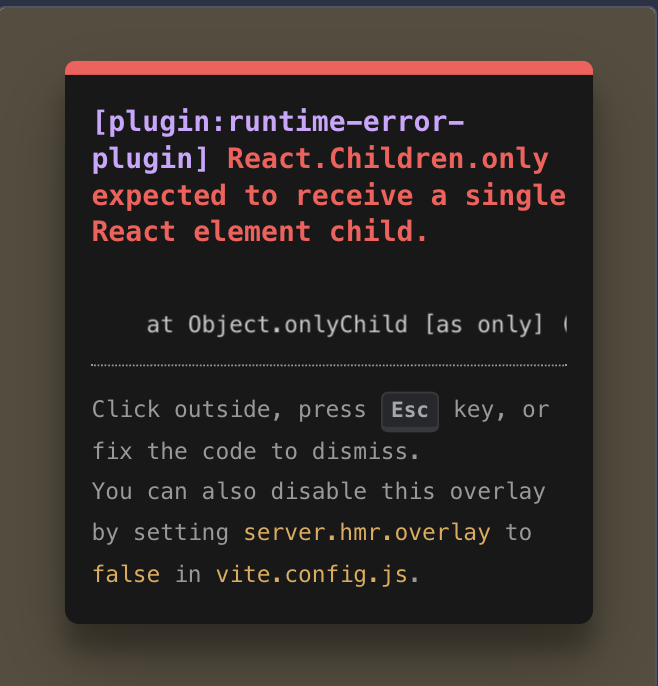 [plugin:runtime-error-
plugin] React.Children.only
expected to receive a single
React element child.
at Object.onlyChild [as only] (
Click outside, press Esc key, or
fix the code to dismiss.
You can also disable this overlay
by setting server.hmr.overlay to
false in vite.config.js.